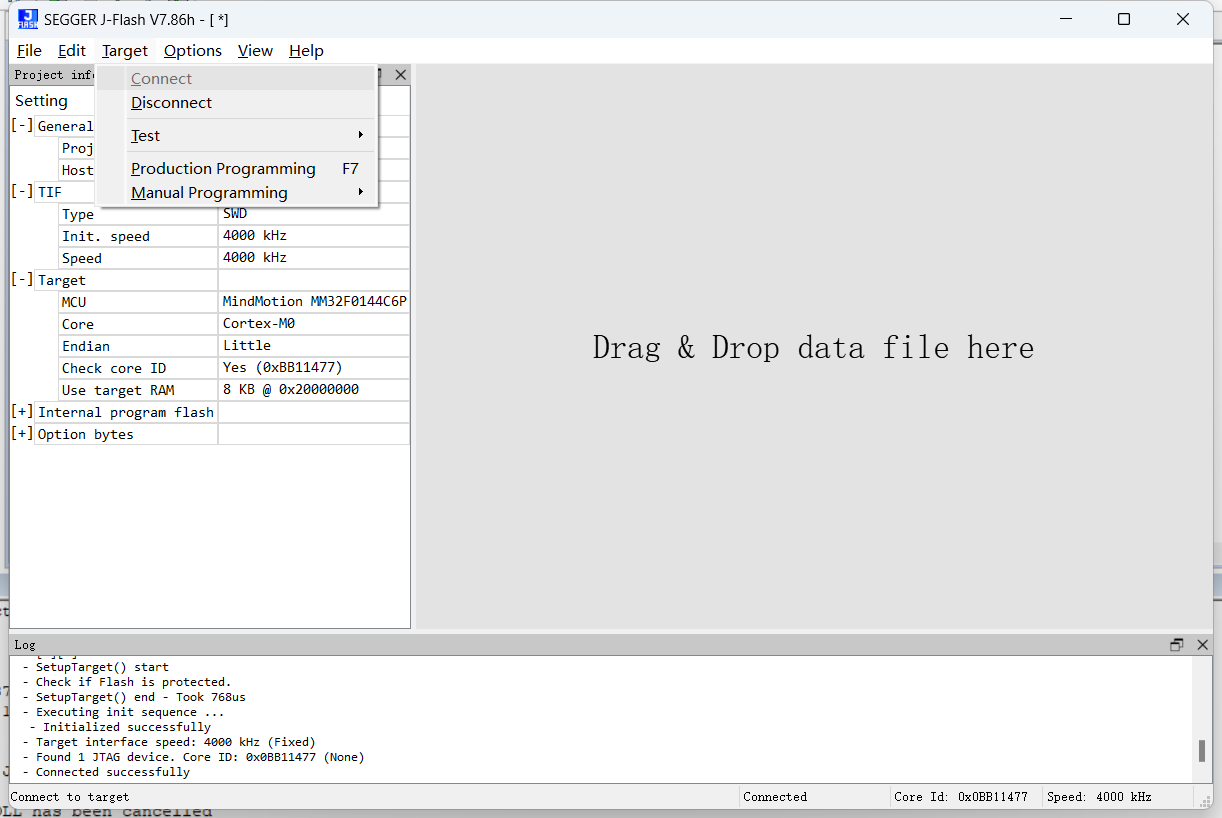 SEGGER J-Flash V7.86h - [ *]
File Edit Target Options View Help
Project inf
Connect
Disconnect
Test
Production Programming F7
Manual Programming
Setting
[-] General
Proj
Host
[-] TIF
Type SWD
Init. speed 4000 kHz
Speed 4000 kHz
[-] Target
MCU MindMotion MM32F0144C6P
Core Cortex-M0
Endian Little
Check core ID Yes (0xBB11477)
Use target RAM 8 KB @ 0x20000000
[+] Internal program flash
[+] Option bytes
Drag & Drop data file here
Log
- SetupTarget() start
- Check if Flash is protected.
- SetupTarget() end - Took 768us
- Executing init sequence ...
- Initialized successfully
- Target interface speed: 4000 kHz (Fixed)
- Found 1 JTAG device. Core ID: 0x0BB11477 (None)
- Connected successfully
Connect to target Connected Core Id: 0x0BB11477 Speed: 4000 kHz
has been cancelled